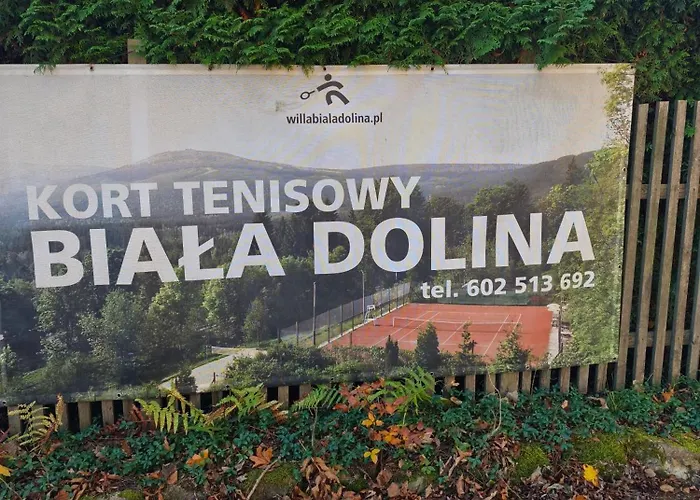 willabialadolina.pl
KORT TENISOWY
BIAŁA DOLINA
tel. 602 513 692